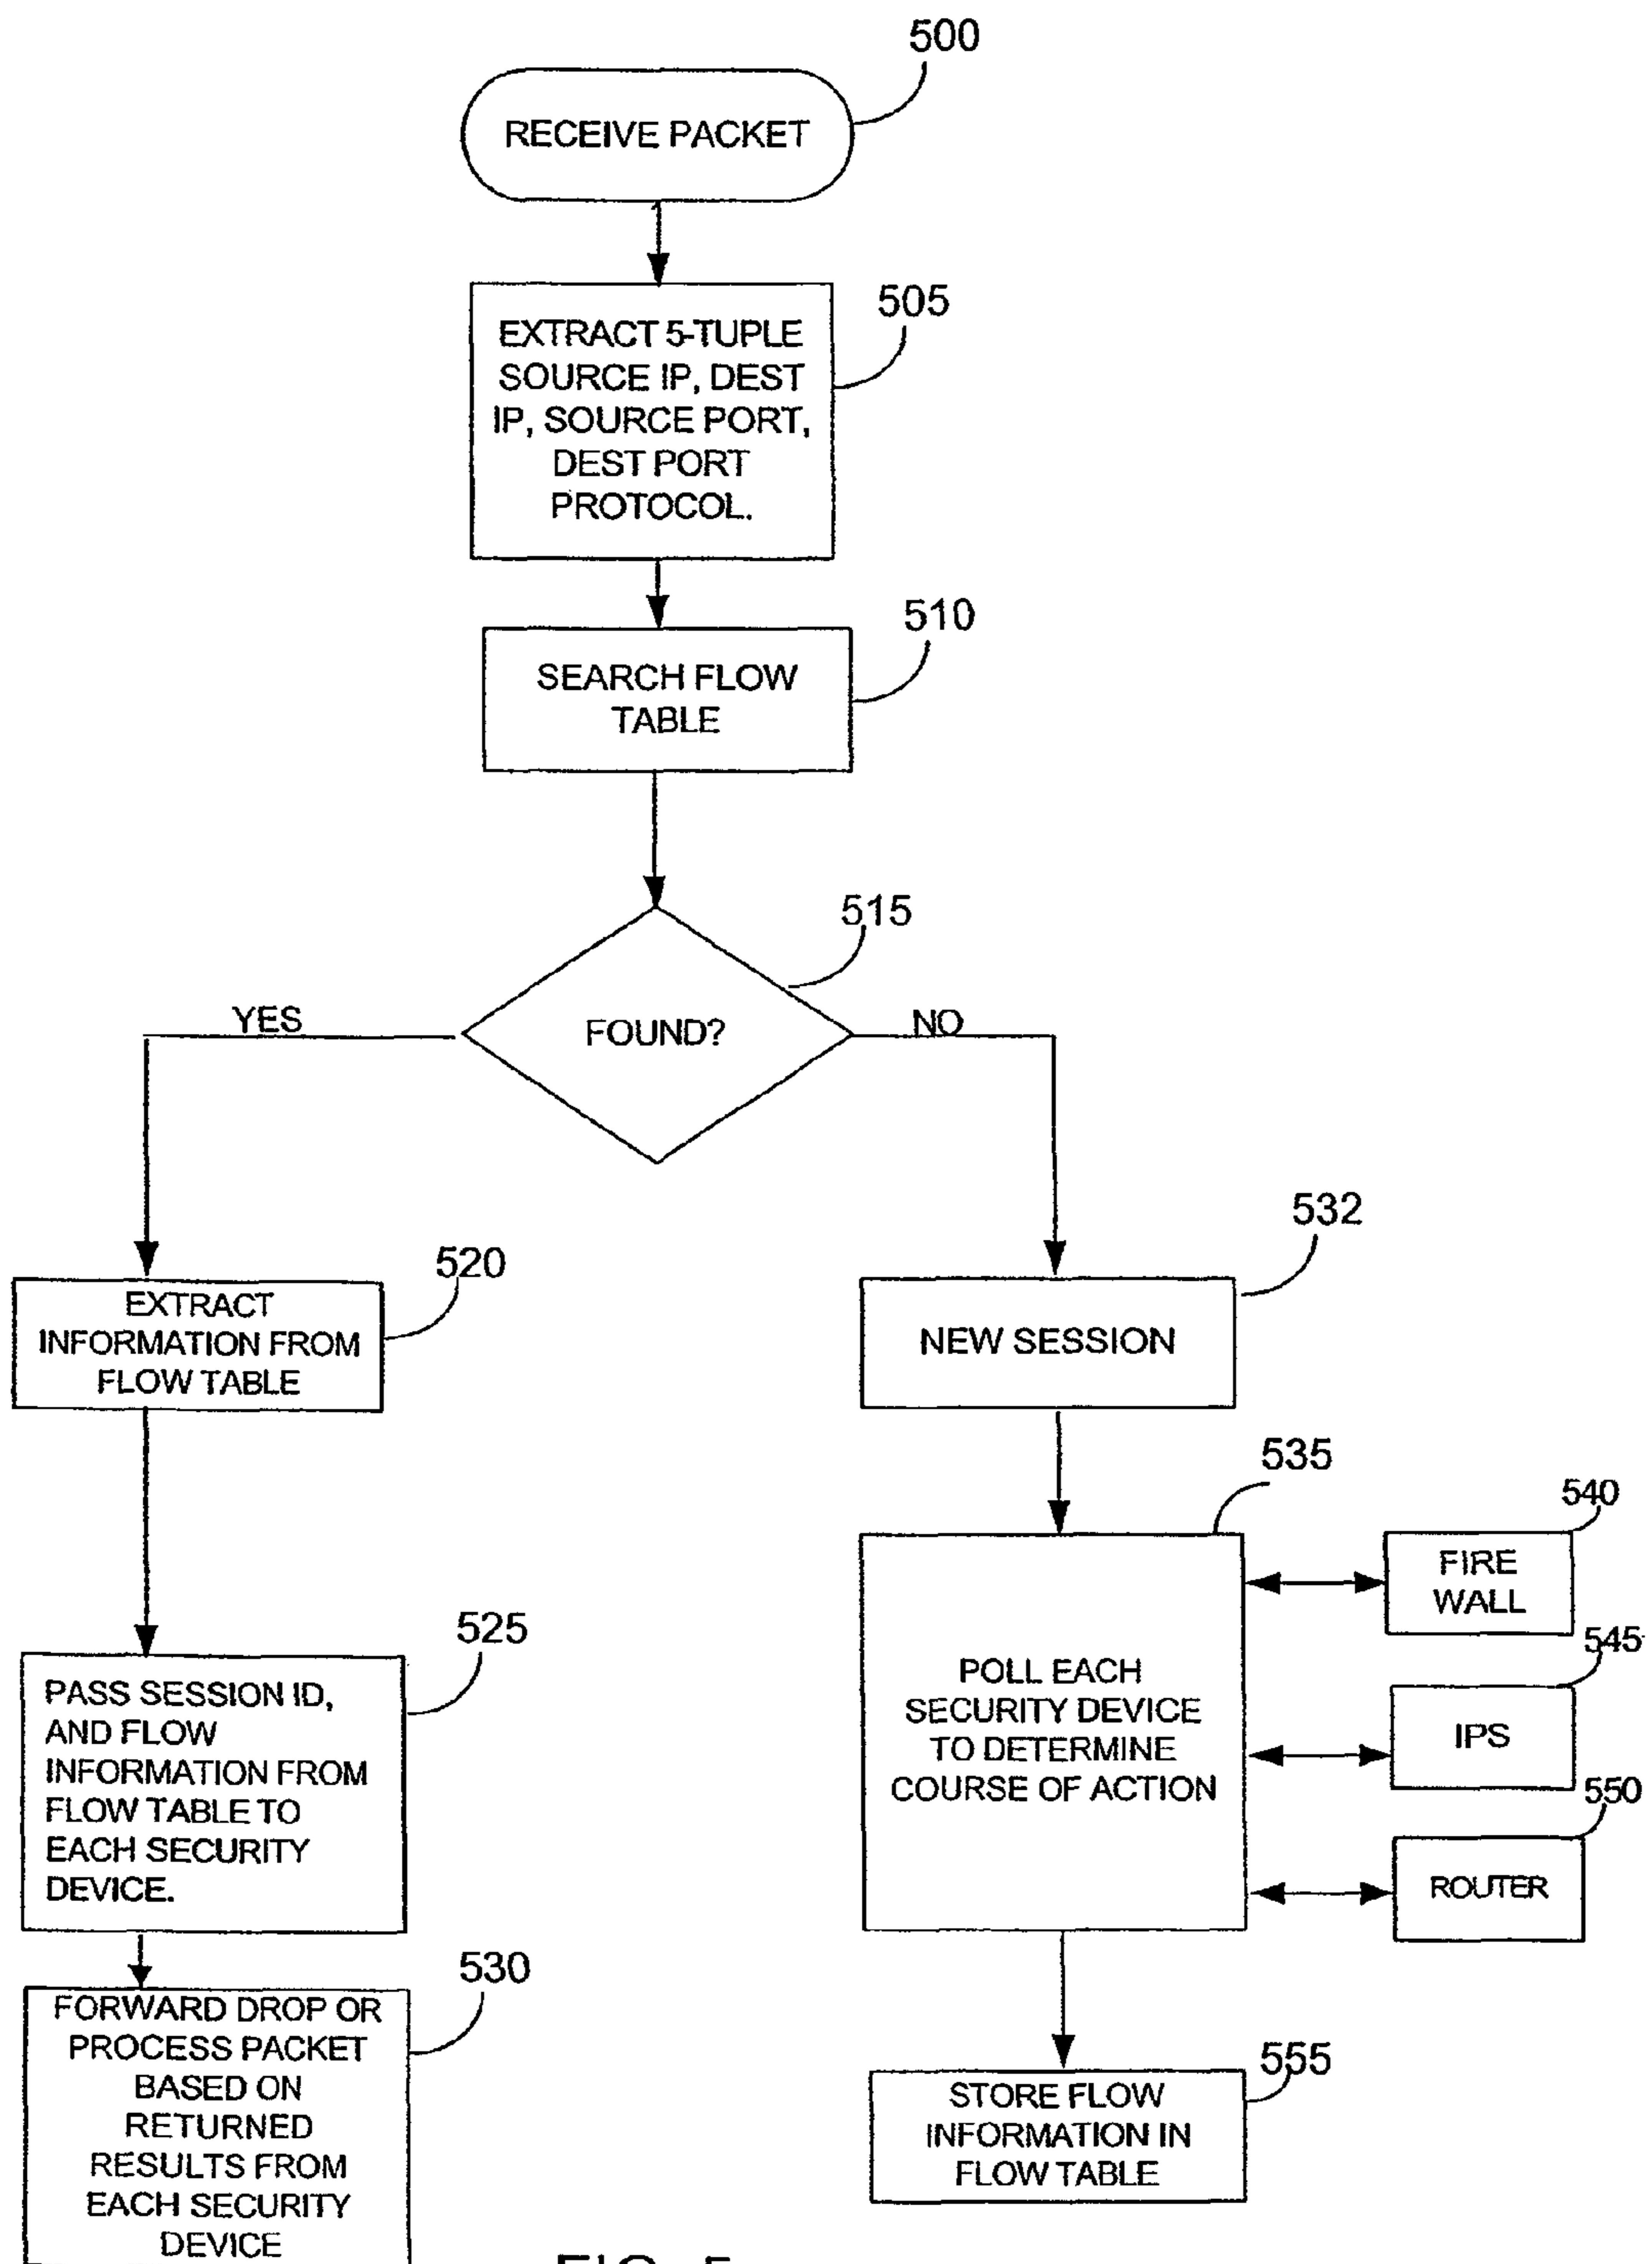 500
RECEIVE PACKET
505
EXTRACT 5-TUPLE
SOURCE IP, DEST
IP, SOURCE PORT,
DEST PORT
PROTOCOL.
510
SEARCH FLOW
TABLE
515
FOUND?
YES
NO
520
EXTRACT
INFORMATION FROM
FLOW TABLE
525
PASS SESSION ID,
AND FLOW
INFORMATION FROM
FLOW TABLE TO
EACH SECURITY
DEVICE.
530
FORWARD DROP OR
PROCESS PACKET
BASED ON
RETURNED
RESULTS FROM
EACH SECURITY
DEVICE
532
NEW SESSION
535
POLL EACH
SECURITY DEVICE
TO DETERMINE
COURSE OF ACTION
540
FIRE
WALL
545
IPS
550
ROUTER
555
STORE FLOW
INFORMATION IN
FLOW TABLE
FIG. 5